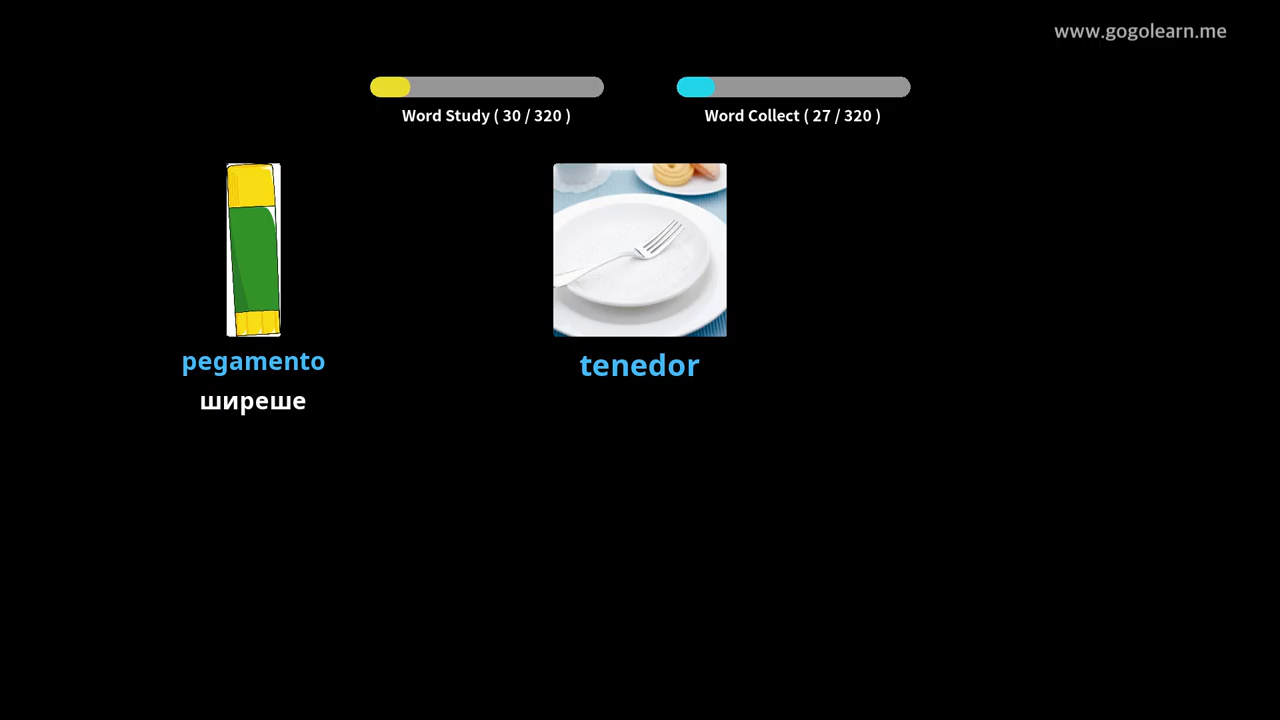 www.gogolearn.me
Word Study ( 30 / 320 )
Word Collect ( 27 / 320 )
pegamento
ширеше
tenedor